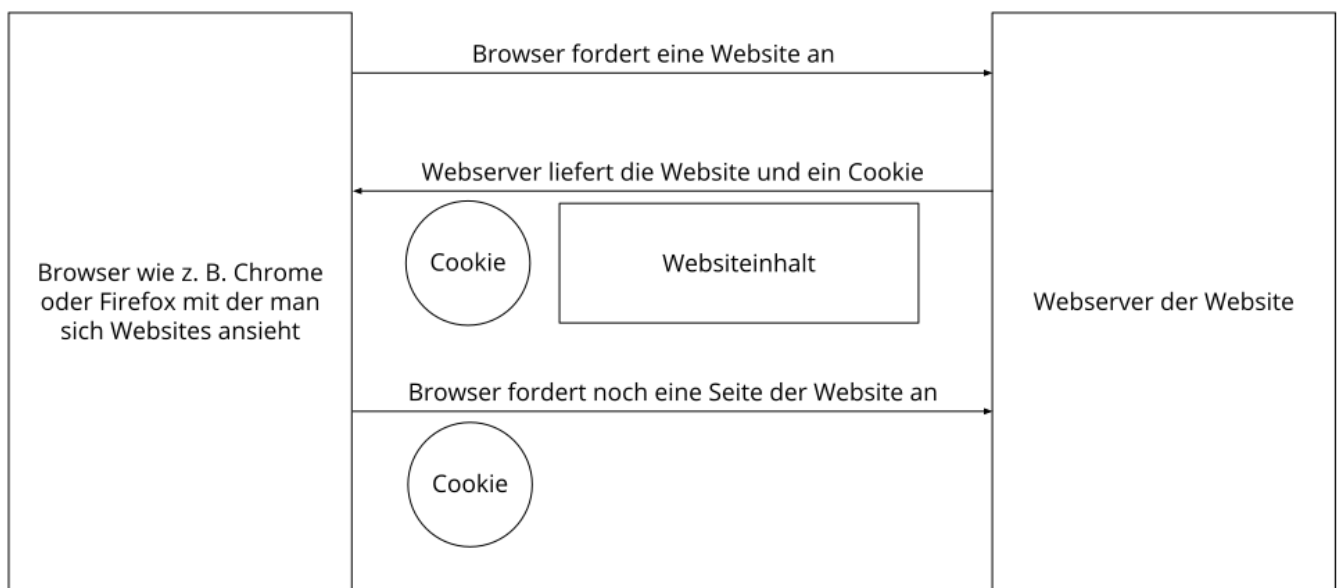 Browser fordert eine Website an
Webserver liefert die Website und ein Cookie
Cookie
Websiteinhalt
Browser wie z. B. Chrome
oder Firefox mit der man
sich Websites ansieht
Webserver der Website
Browser fordert noch eine Seite der Website an
Cookie